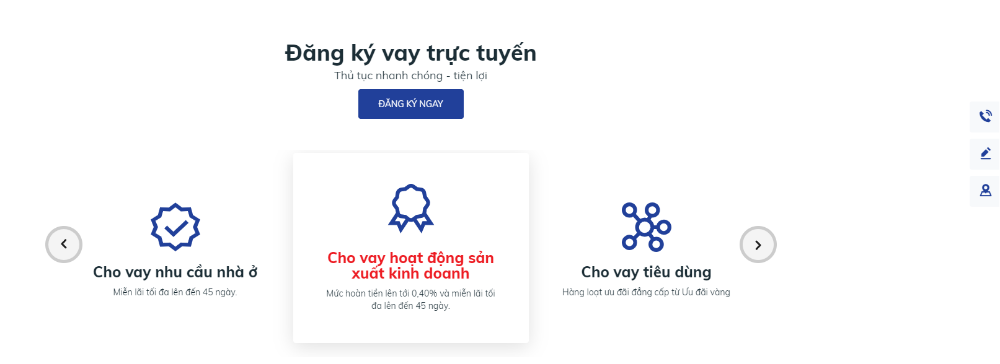 Đăng ký vay trực tuyến
Thủ tục nhanh chóng - tiện lợi
ĐĂNG KÝ NGAY
Cho vay nhu cầu nhà ở
Miễn lãi tối đa lên đến 45 ngày.
Cho vay hoạt động sản
xuất kinh doanh
Mức hoàn tiền lên tới 0,40% và miễn lãi tối
đa lên đến 45 ngày.
Cho vay tiêu dùng
Hàng loạt ưu đãi đẳng cấp từ Ưu đãi vàng